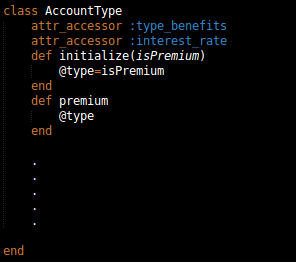 class AccountType
    attr_accessor :type_benefits
    attr_accessor :interest_rate
    def initialize(isPremium)
        @type=isPremium
    end
    def premium
        @type
    end

    .
    .
    .
    .
    .

end